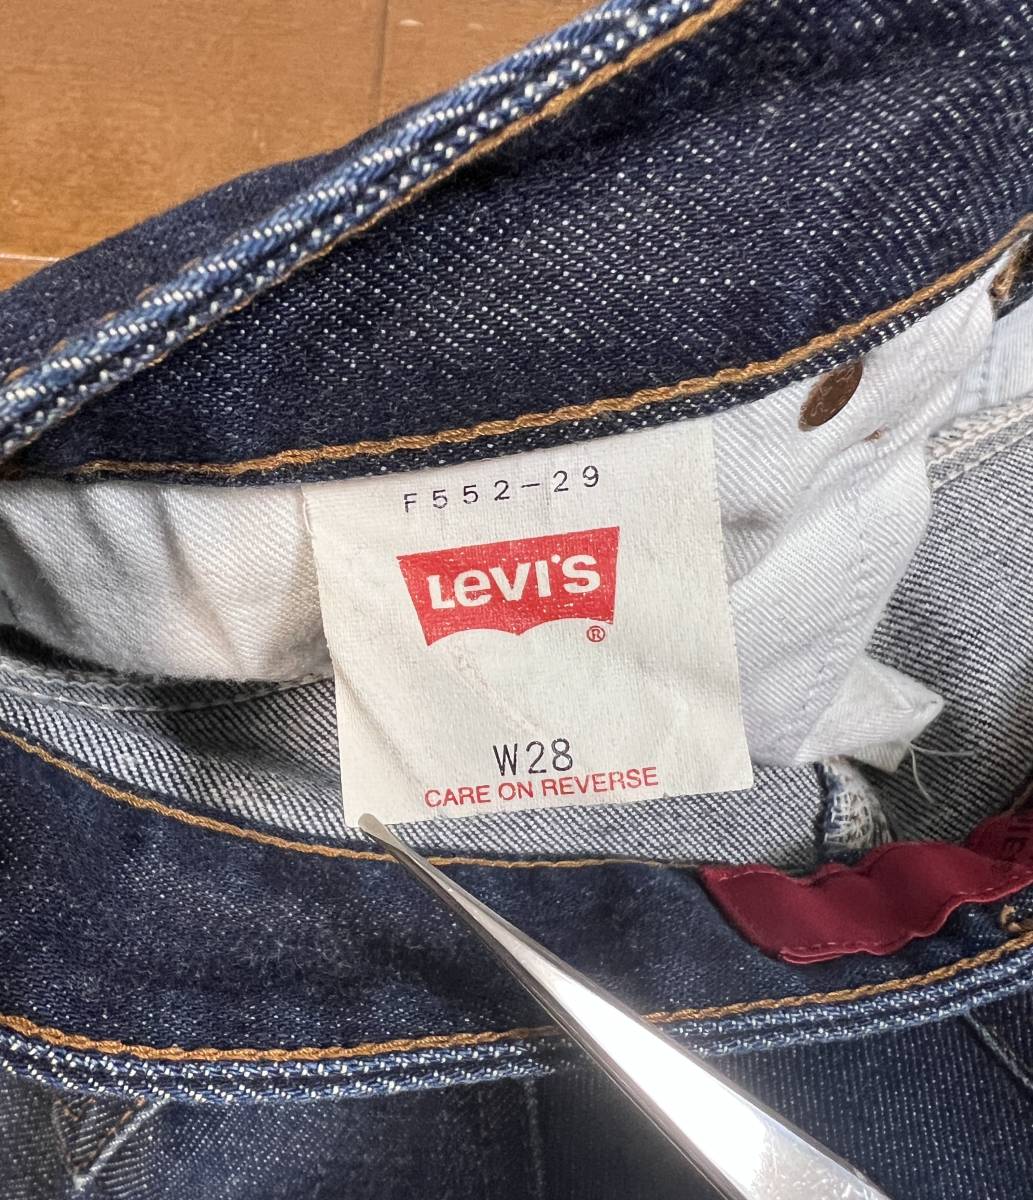 F552-29
LEVI'S
®
W28
CARE ON REVERSE